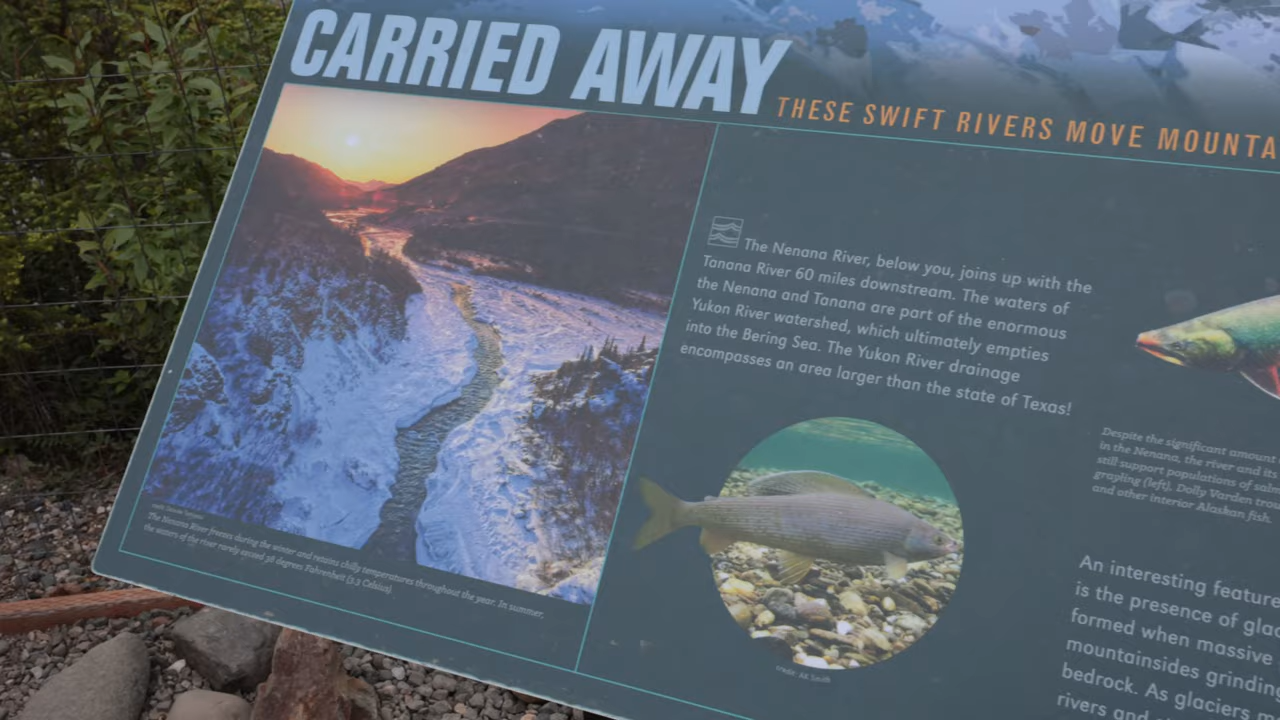 CARRIED AWAY
THESE SWIFT RIVERS MOVE MOUNTA
The Nenana River, below you, joins up with the
Tanana River 60 miles downstream. The waters of
the Nenana and Tanana are part of the enormous
Yukon River watershed, which ultimately empties
into the Bering Sea. The Yukon River drainage
encompasses an area larger than the state of Texas!
The Nenana River freezes during the winter and retains chilly temperatures throughout the year. In summer,
the waters of the river rarely exceed 38 degrees Fahrenheit (3.3 Celsius).
credit: AK Smith
Despite the significant amount
in the Nenana, the river and its
still support populations of salm
grayling (left), Dolly Varden trou
and other interior Alaskan fish.
An interesting feature
is the presence of glac
formed when massive
mountainsides grinding
bedrock. As glaciers m
rivers and